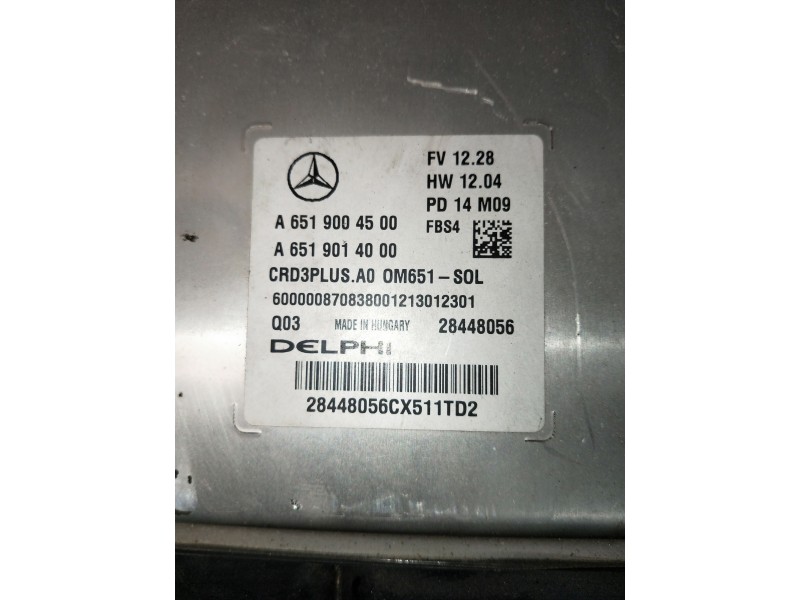 FV 12.28
HW 12.04
PD 14 M09
FBS4
A 651 900 45 00
A 651 901 40 00
CRD3PLUS.A0 OM651-SOL
600000870838001213012301
Q03 MADE IN HUNGARY 28448056
DELPHI
28448056CX511TD2